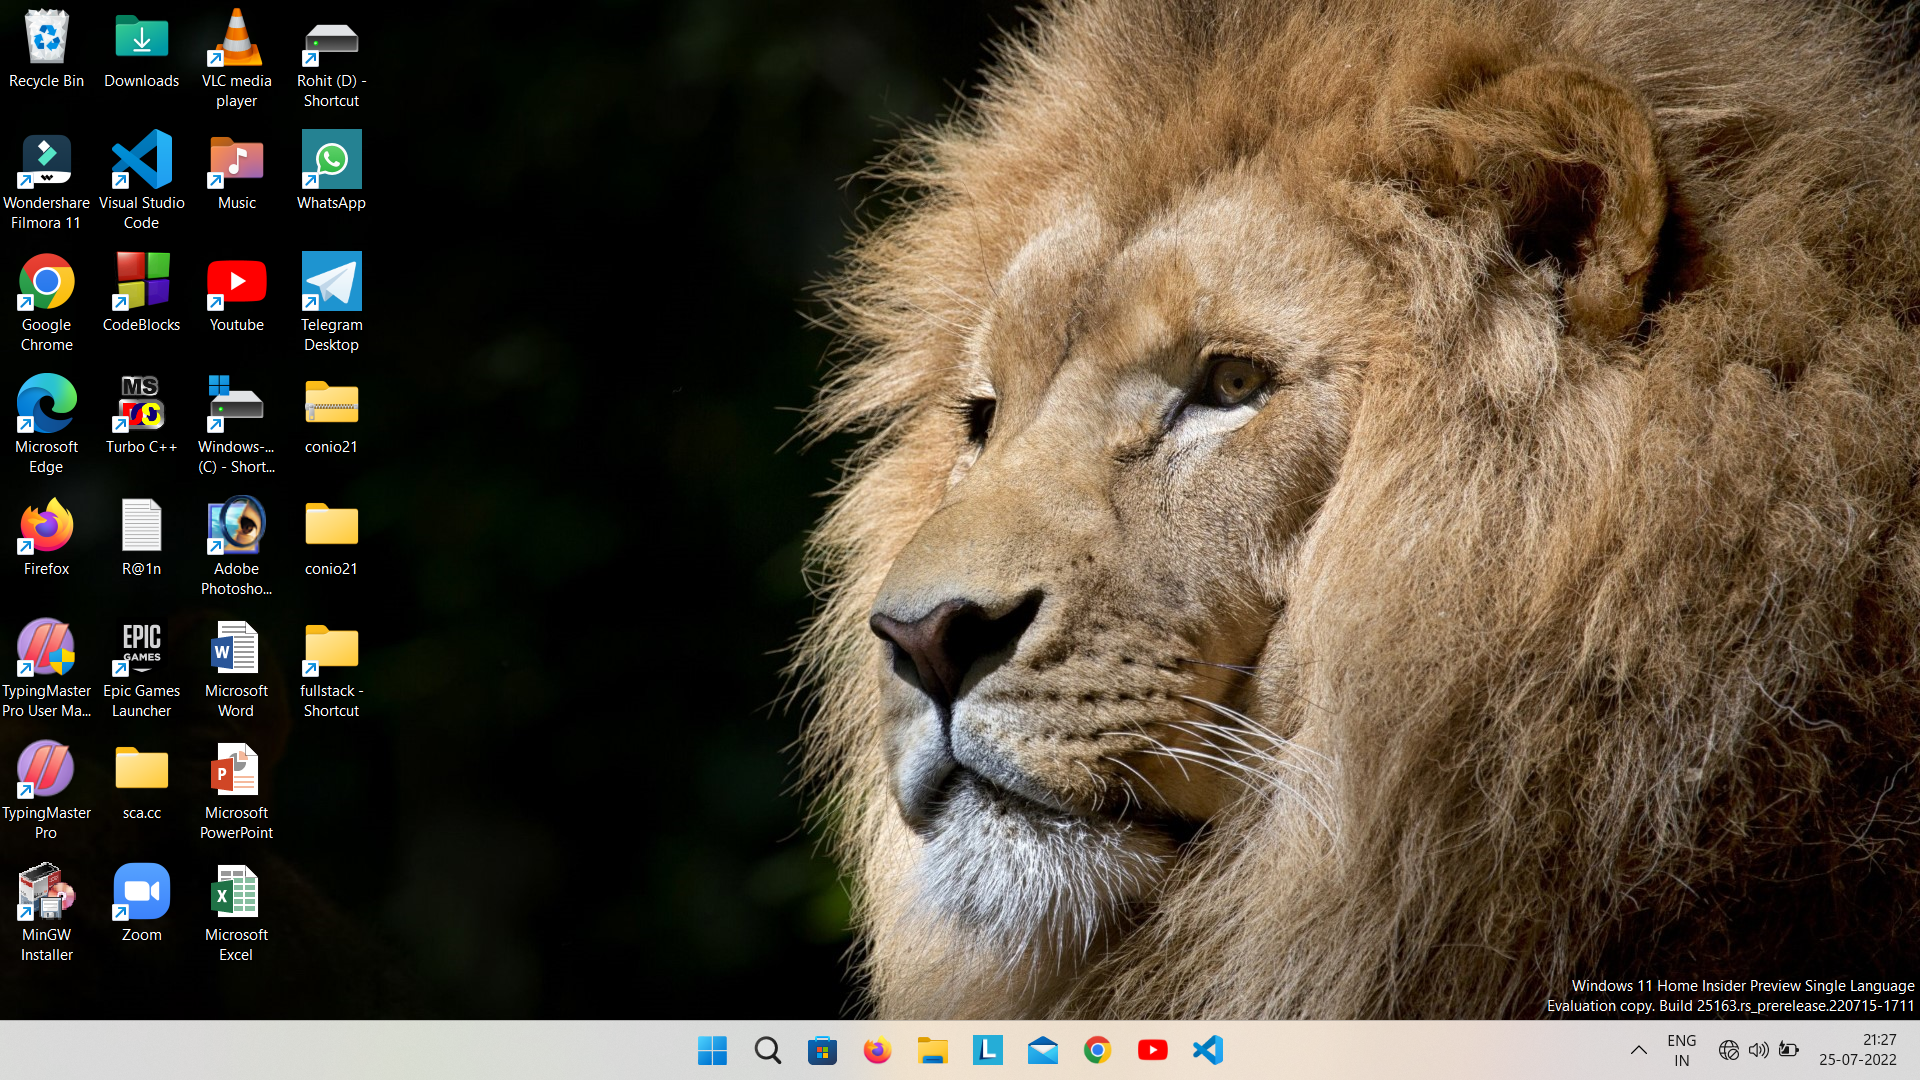 Recycle Bin
Downloads
VLC media
player
Rohit (D) -
Shortcut
Wondershare
Filmora 11
Visual Studio
Code
Music
WhatsApp
Google
Chrome
CodeBlocks
Youtube
Telegram
Desktop
Microsoft
Edge
MS
Turbo C++
Windows-...
(C) - Short...
conio21
Firefox
R@1n
Adobe
Photosho...
conio21
TypingMaster
Pro User Ma...
EPIC
GAMES
Epic Games
Launcher
W
Microsoft
Word
fullstack -
Shortcut
TypingMaster
Pro
sca.cc
P
Microsoft
PowerPoint
MinGW
Installer
Zoom
X
Microsoft
Excel
Windows 11 Home Insider Preview Single Language
Evaluation copy. Build 25163.rs_prerelease.220715-1711
L
ENG
IN
21:27
25-07-2022